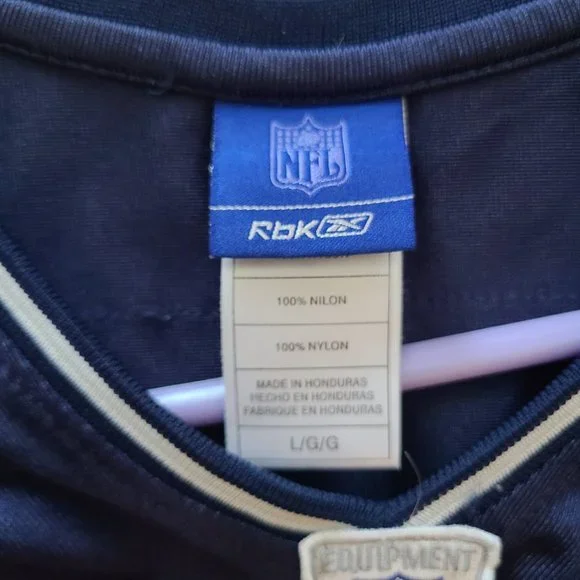 NFL
RbK
100% NILON
100% NYLON
MADE IN HONDURAS
HECHO EN HONDURAS
FABRIQUE EN HONDURAS
L/G/G
EQUIPMENT